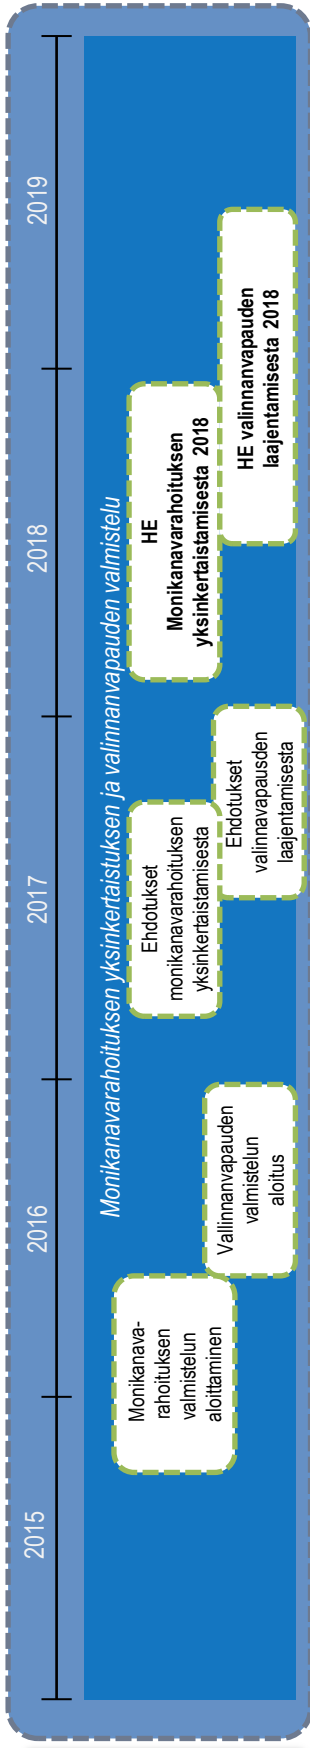 2015
2016
2017
2018
2019
Monikanavarahoituksen yksinkertaistuksen ja valinnanvapauden valmistelu
Monikanava-
rahoituksen
valmistelun
aloittaminen
Vallinnanvapauden
valmistelun
aloitus
Ehdotukset
monikanavarahoituksen
yksinkertaistamisesta
Ehdotukset
valinnavapausden
laajentamisesta
HE
Monikanavarahoituksen
yksinkertaistamisesta 2018
HE valinnanvapauden
laajentamisesta 2018